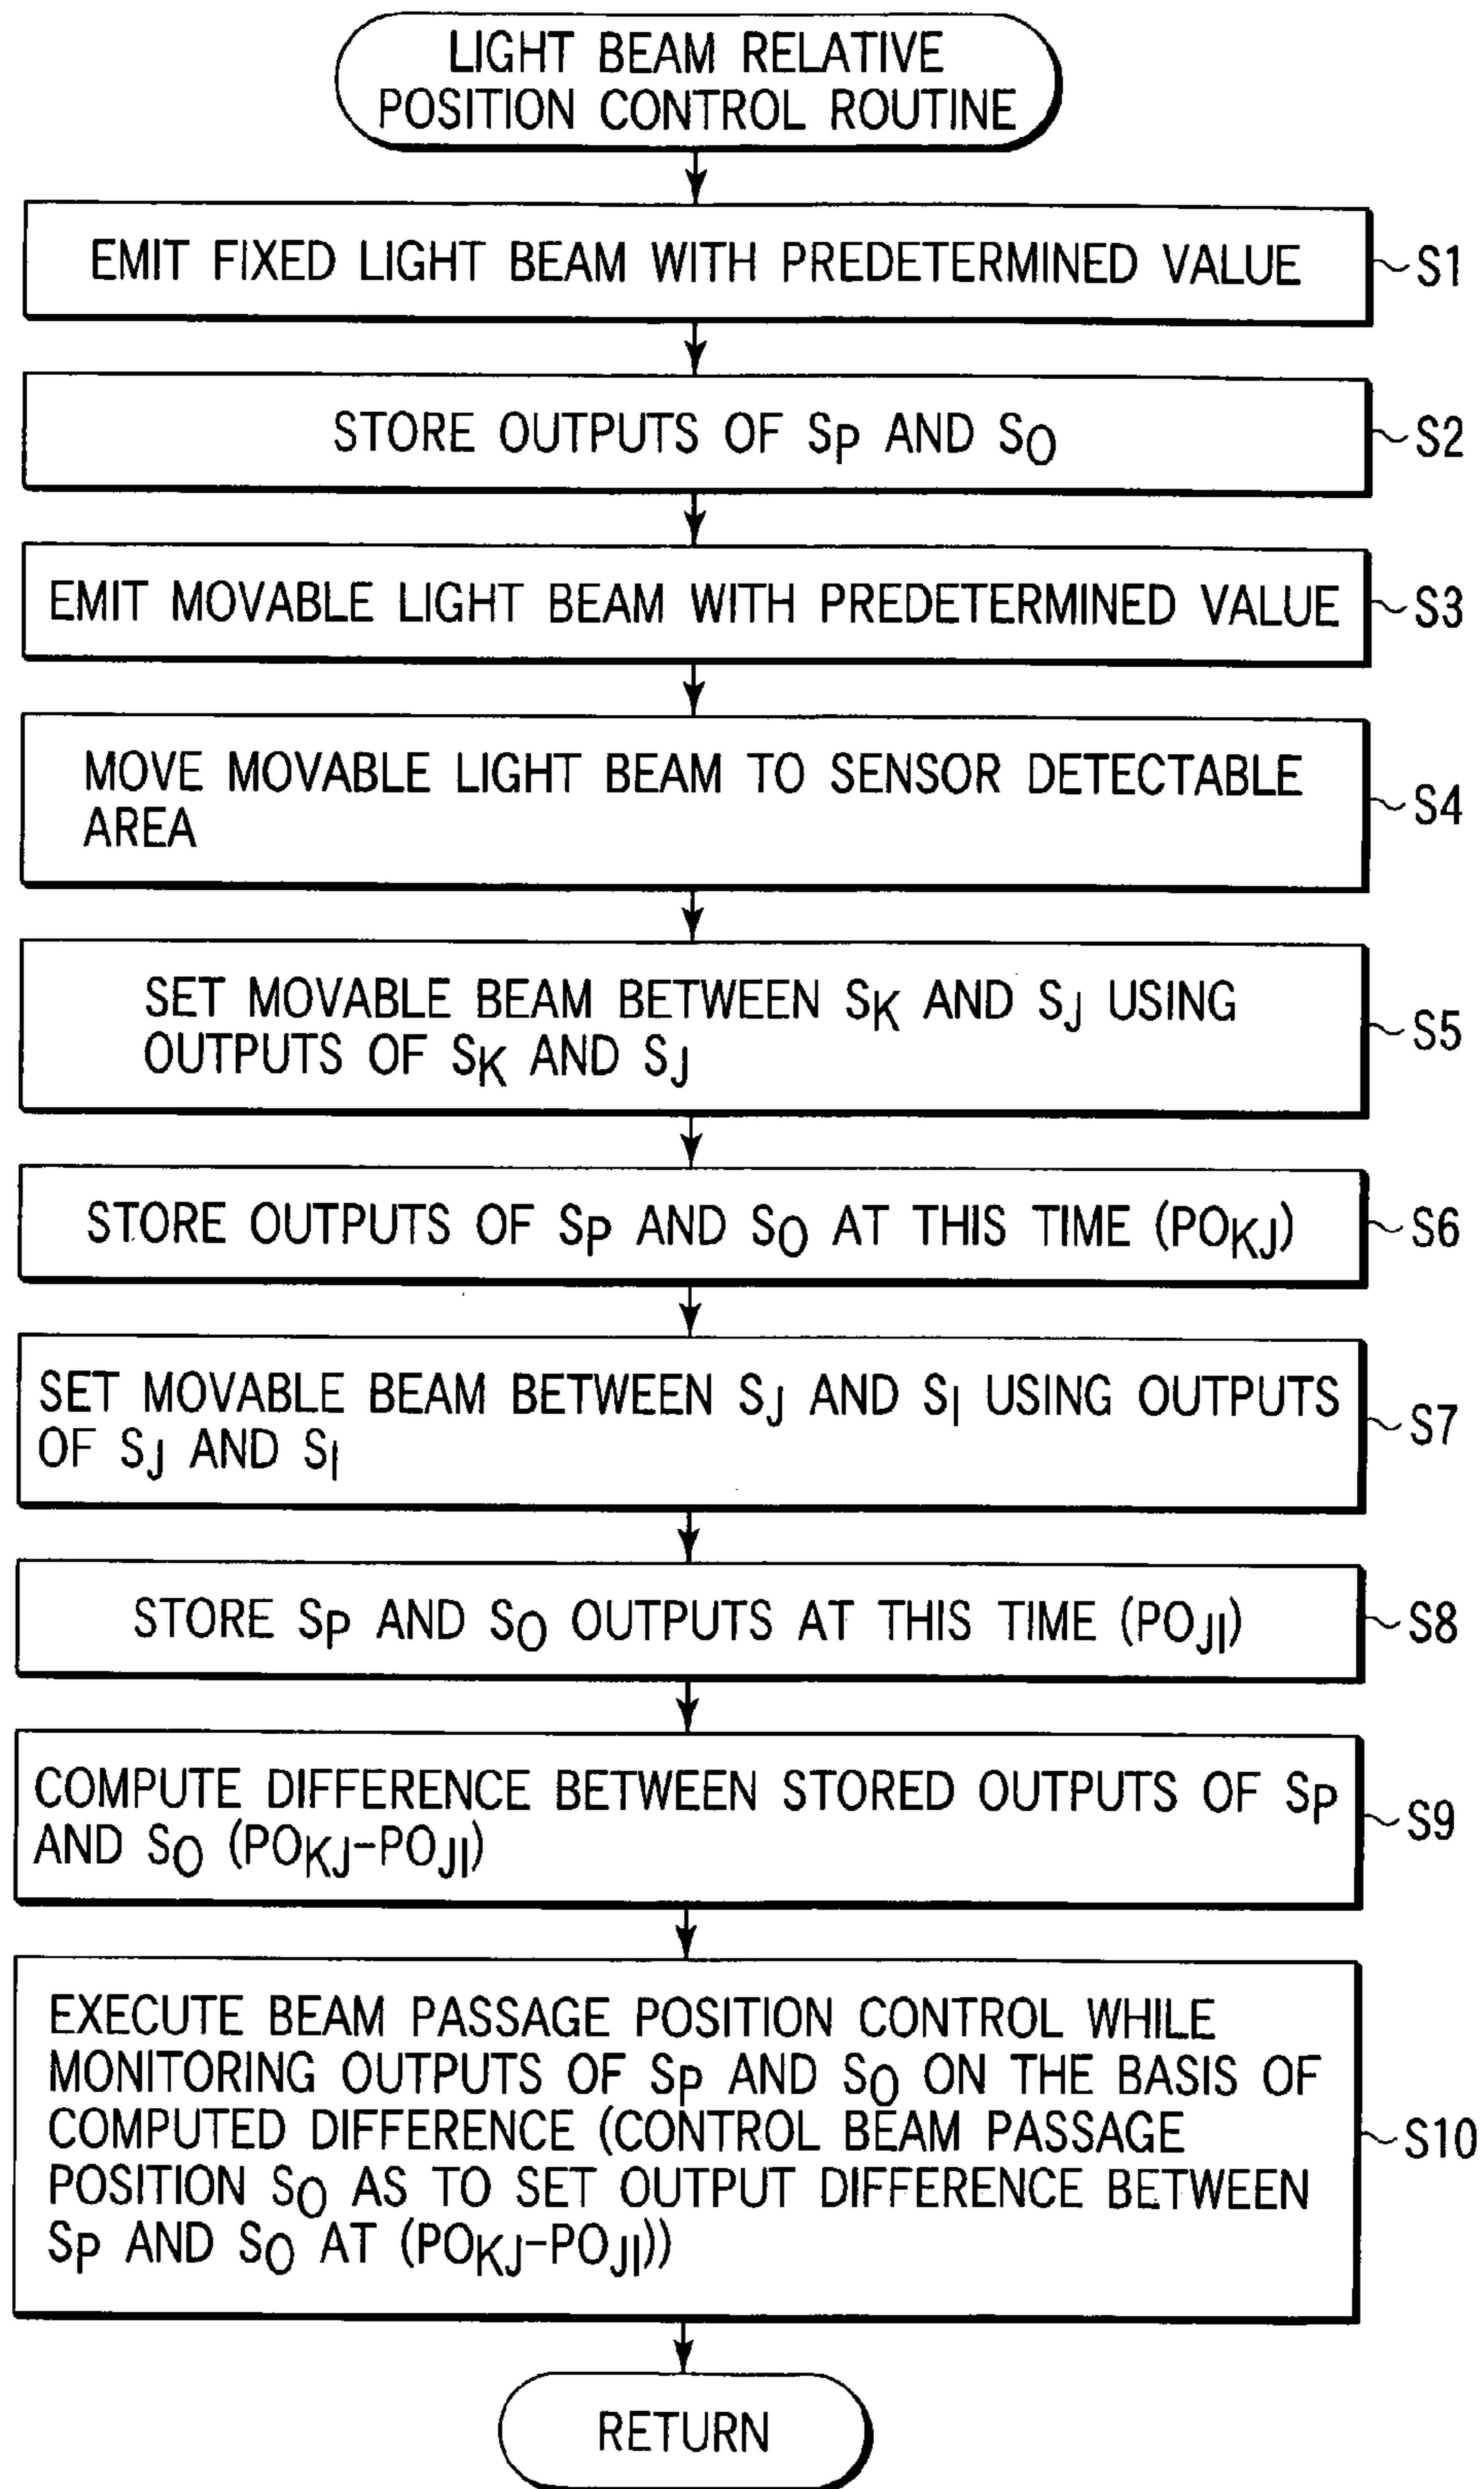 LIGHT BEAM RELATIVE
POSITION CONTROL ROUTINE
EMIT FIXED LIGHT BEAM WITH PREDETERMINED VALUE
S1
STORE OUTPUTS OF SP AND SO
S2
EMIT MOVABLE LIGHT BEAM WITH PREDETERMINED VALUE
S3
MOVE MOVABLE LIGHT BEAM TO SENSOR DETECTABLE
AREA
S4
SET MOVABLE BEAM BETWEEN SK AND SJ USING
OUTPUTS OF SK AND SJ
S5
STORE OUTPUTS OF SP AND SO AT THIS TIME (POKJ)
S6
SET MOVABLE BEAM BETWEEN SJ AND SI USING OUTPUTS
OF SJ AND SI
S7
STORE SP AND SO OUTPUTS AT THIS TIME (POJI)
S8
COMPUTE DIFFERENCE BETWEEN STORED OUTPUTS OF SP
AND SO (POKJ-POJI)
S9
EXECUTE BEAM PASSAGE POSITION CONTROL WHILE
MONITORING OUTPUTS OF SP AND SO ON THE BASIS OF
COMPUTED DIFFERENCE (CONTROL BEAM PASSAGE
POSITION SO AS TO SET OUTPUT DIFFERENCE BETWEEN
SP AND SO AT (POKJ-POJI))
S10
RETURN